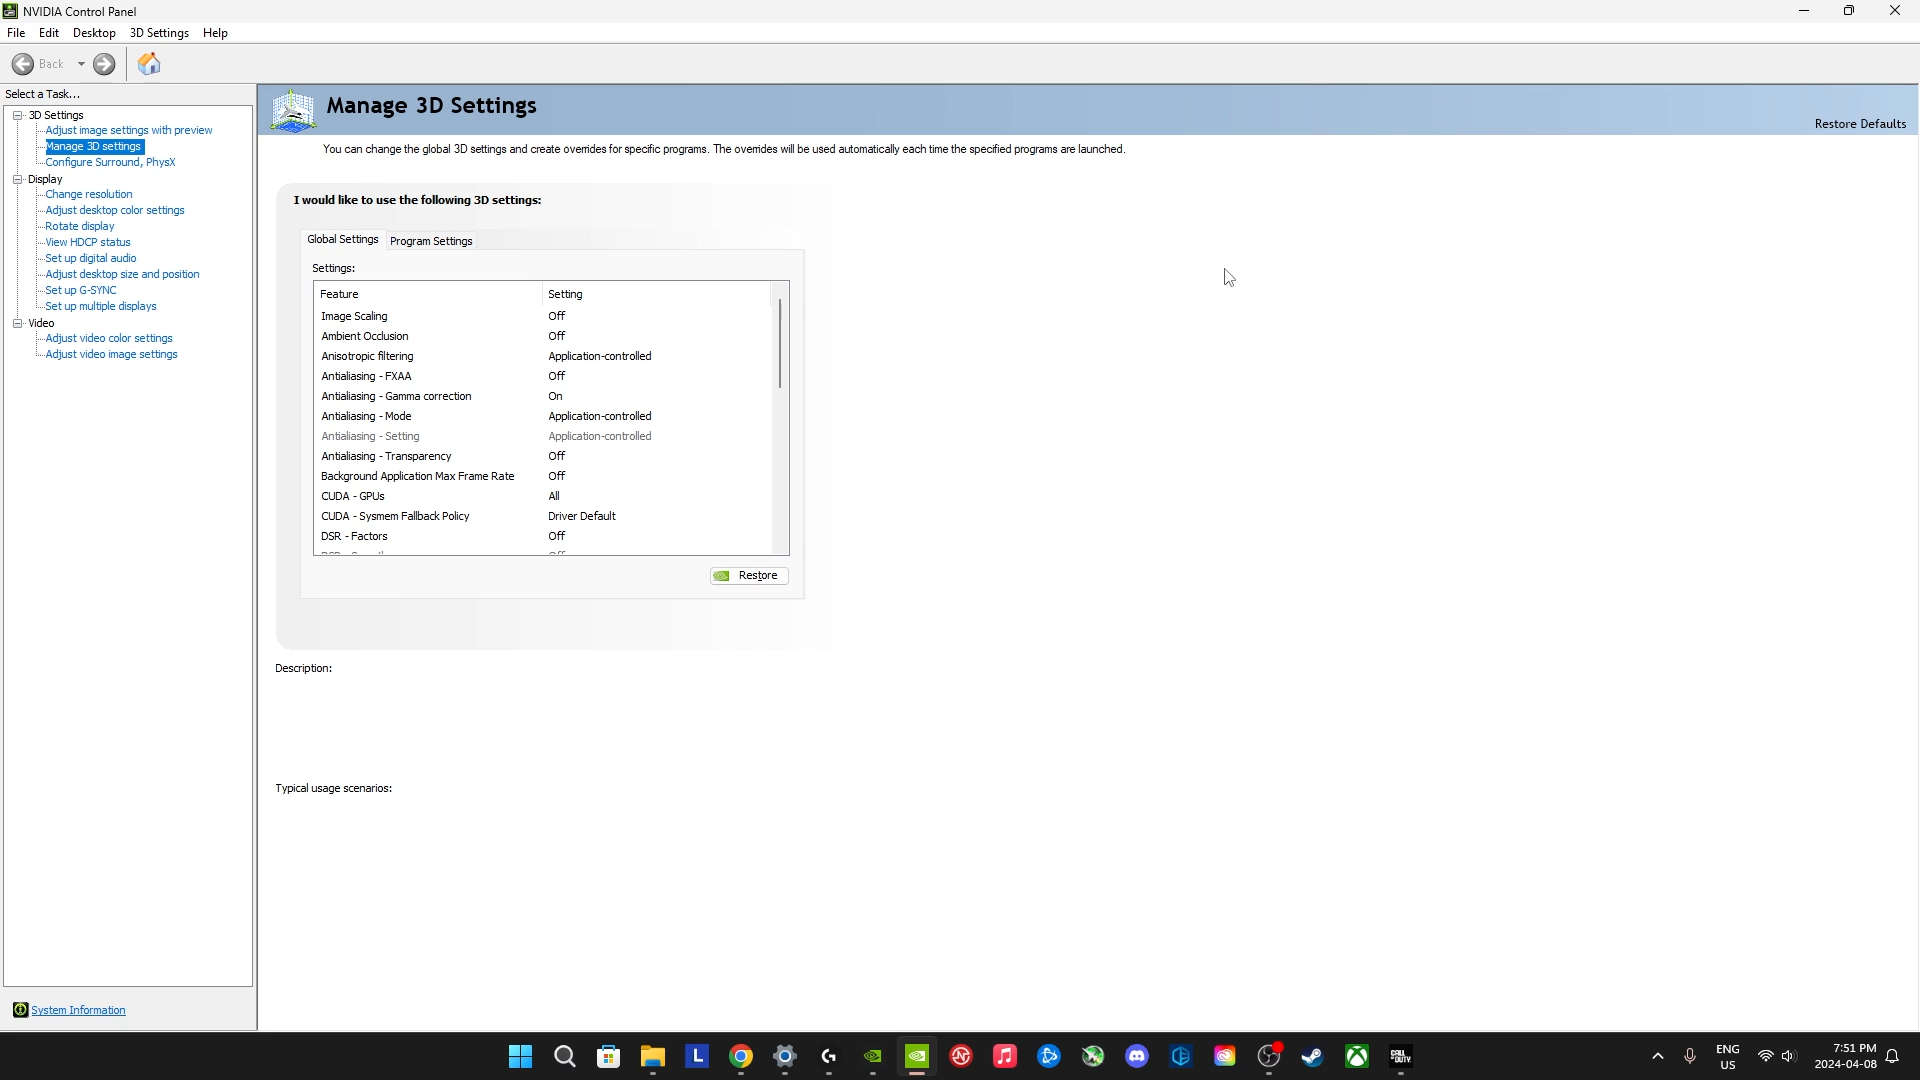 NVIDIA Control Panel
File Edit Desktop 3D Settings Help
Back
Select a Task...
3D Settings
Adjust image settings with preview
Manage 3D settings
Configure Surround, PhysX
Display
Change resolution
Adjust desktop color settings
Rotate display
View HDCP status
Set up digital audio
Adjust desktop size and position
Set up G-SYNC
Set up multiple displays
Video
Adjust video color settings
Adjust video image settings
System Information
Manage 3D Settings
Restore Defaults
You can change the global 3D settings and create overrides for specific programs. The overrides will be used automatically each time the specified programs are launched.
I would like to use the following 3D settings:
Global Settings Program Settings
Settings:
Feature Setting
Image Scaling Off
Ambient Occlusion Off
Anisotropic filtering Application-controlled
Antialiasing - FXAA Off
Antialiasing - Gamma correction On
Antialiasing - Mode Application-controlled
Antialiasing - Setting Application-controlled
Antialiasing - Transparency Off
Background Application Max Frame Rate Off
CUDA - GPUs All
CUDA - Sysmem Fallback Policy Driver Default
DSR - Factors Off
Restore
Description:
Typical usage scenarios:
L
CALL DUTY
ENG
US
7:51 PM
2024-04-08